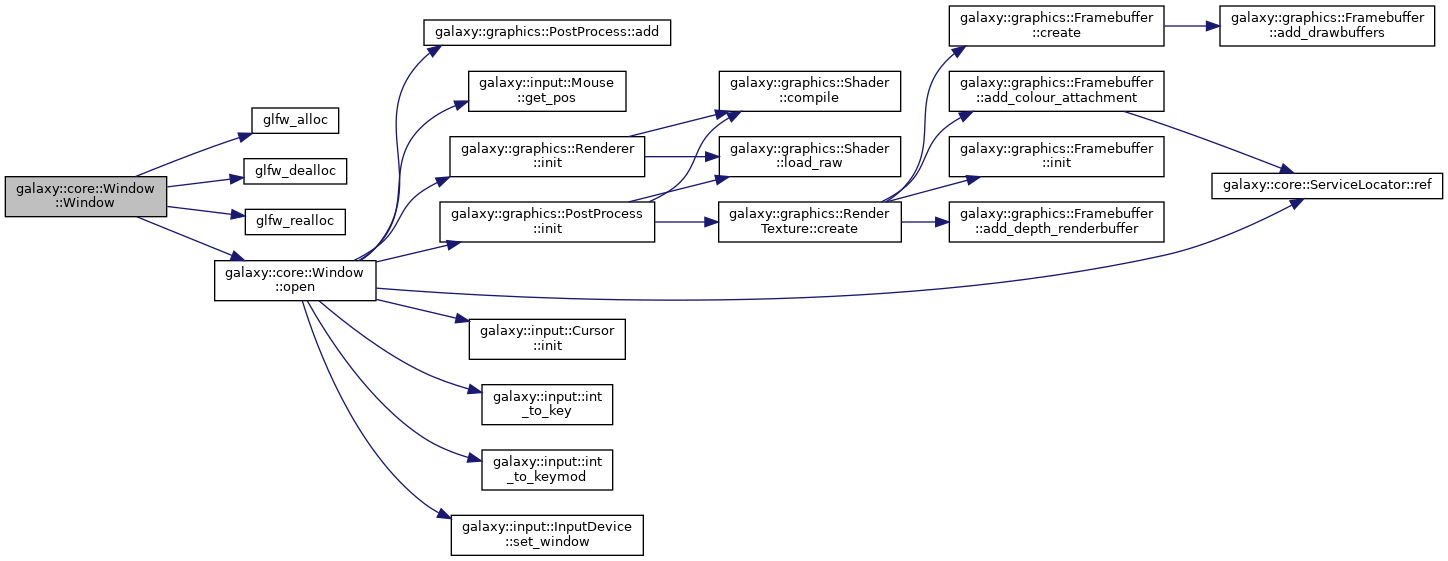 galaxy::core::Window
::Window
glfw_alloc
glfw_dealloc
glfw_realloc
galaxy::core::Window
::open
galaxy::graphics::PostProcess::add
galaxy::input::Mouse
::get_pos
galaxy::graphics::Renderer
::init
galaxy::graphics::PostProcess
::init
galaxy::input::Cursor
::init
galaxy::input::int
_to_key
galaxy::input::int
_to_keymod
galaxy::input::InputDevice
::set_window
galaxy::graphics::Shader
::compile
galaxy::graphics::Shader
::load_raw
galaxy::graphics::Render
Texture::create
galaxy::graphics::Framebuffer
::create
galaxy::graphics::Framebuffer
::add_colour_attachment
galaxy::graphics::Framebuffer
::init
galaxy::graphics::Framebuffer
::add_depth_renderbuffer
galaxy::graphics::Framebuffer
::add_drawbuffers
galaxy::core::ServiceLocator::ref